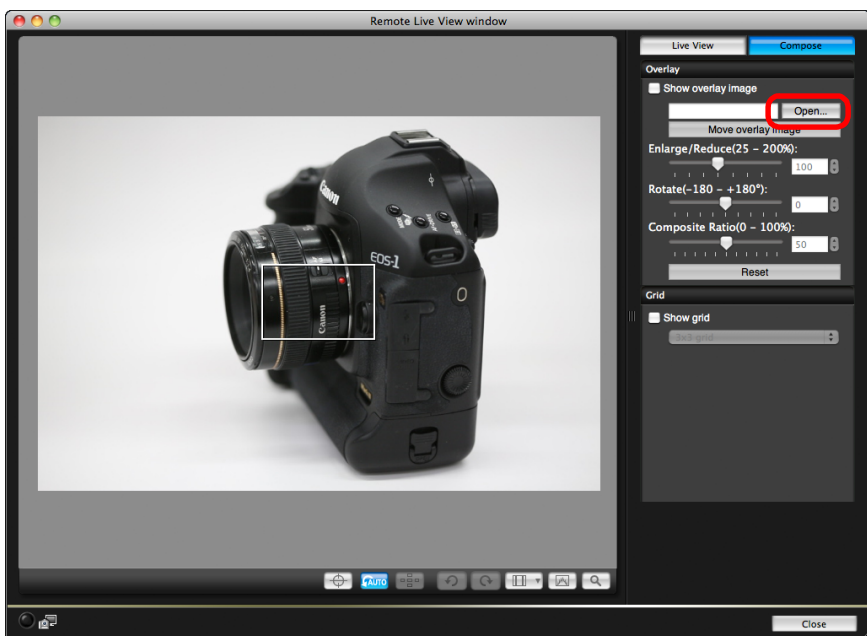 Remote Live View window
Live View
Compose
Overlay
Show overlay image
Open...
Move overlay image
Enlarge/Reduce(25 – 200%):
100
Rotate(-180 – +180°):
0
Composite Ratio(0 – 100%):
50
Reset
Grid
Show grid
3x3 grid
Canon
EOS-1
Canon
AUTO
Close